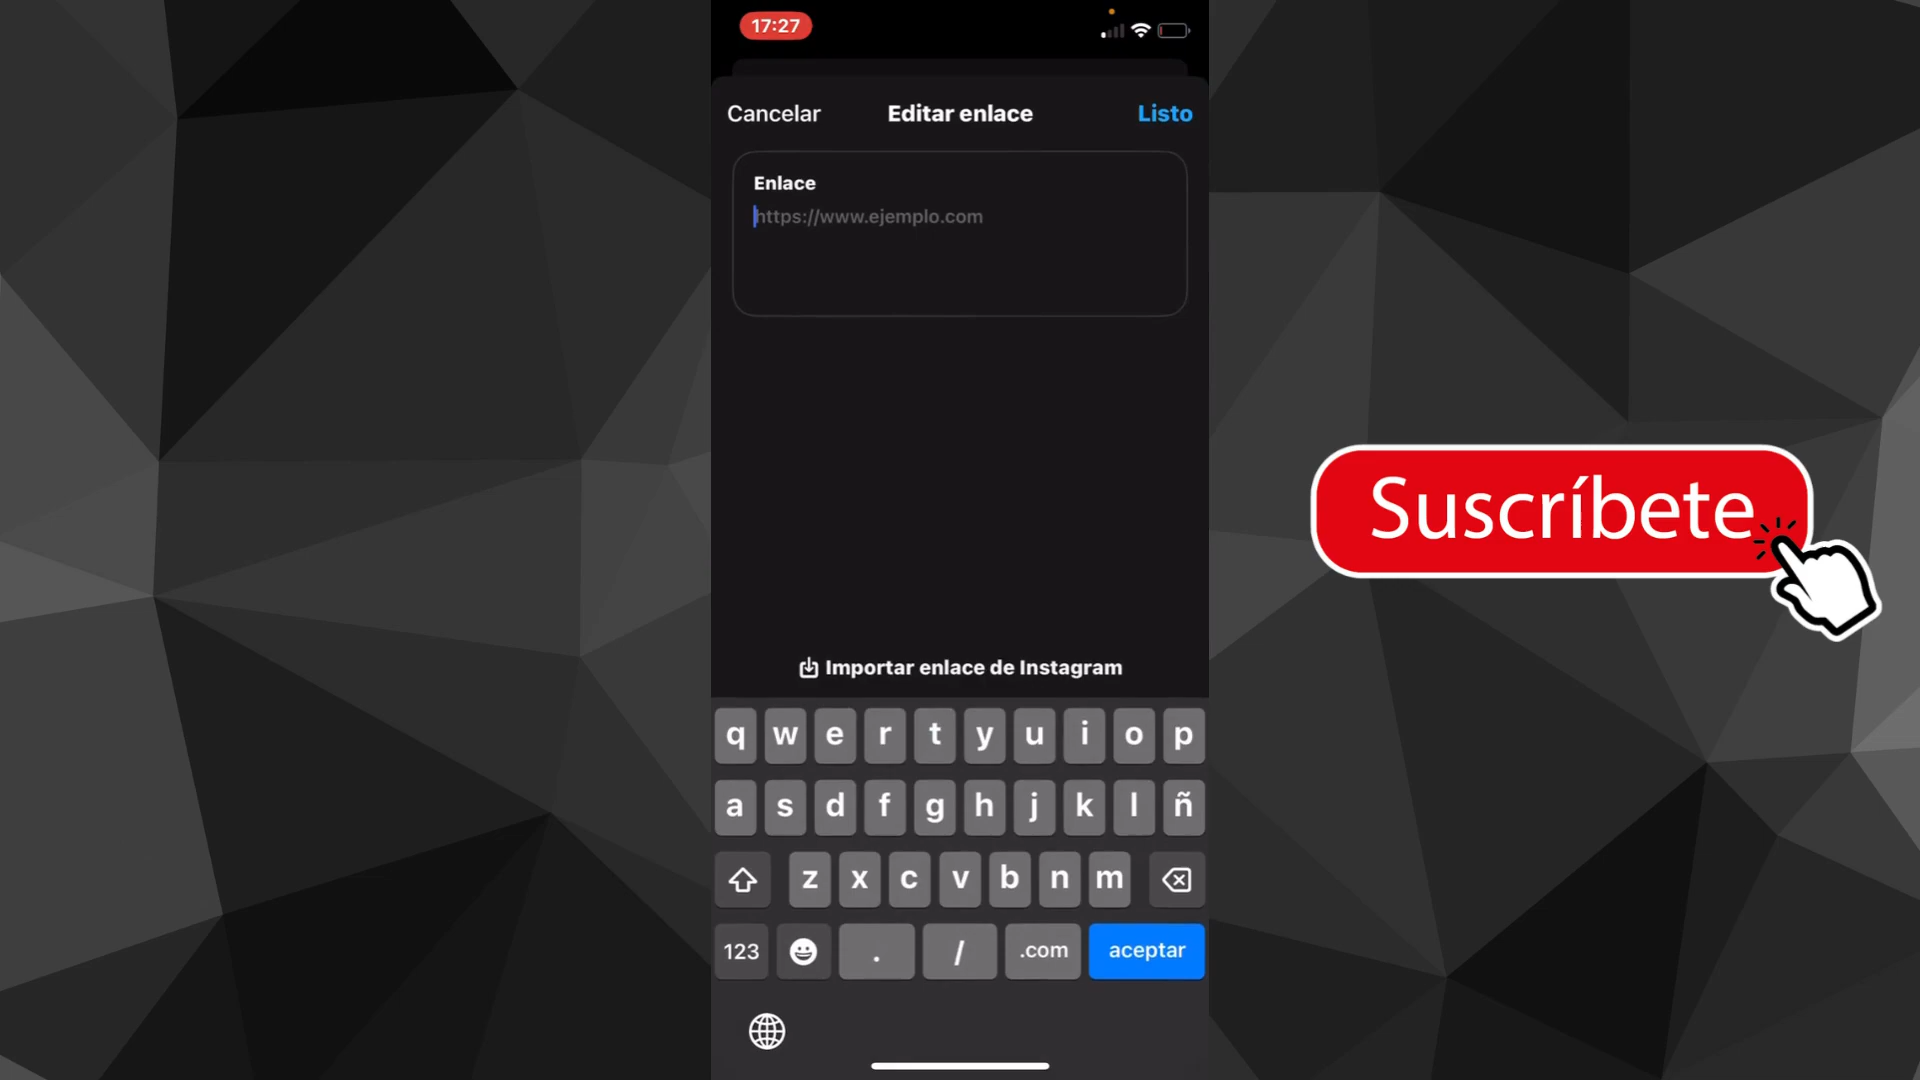 17:27
Cancelar Editar enlace Listo
Enlace
https://www.ejemplo.com
Suscríbete
Importar enlace de Instagram
q w e r t y u i o p
a s d f g h j k l ñ
z x c v b n m
123 . / .com aceptar